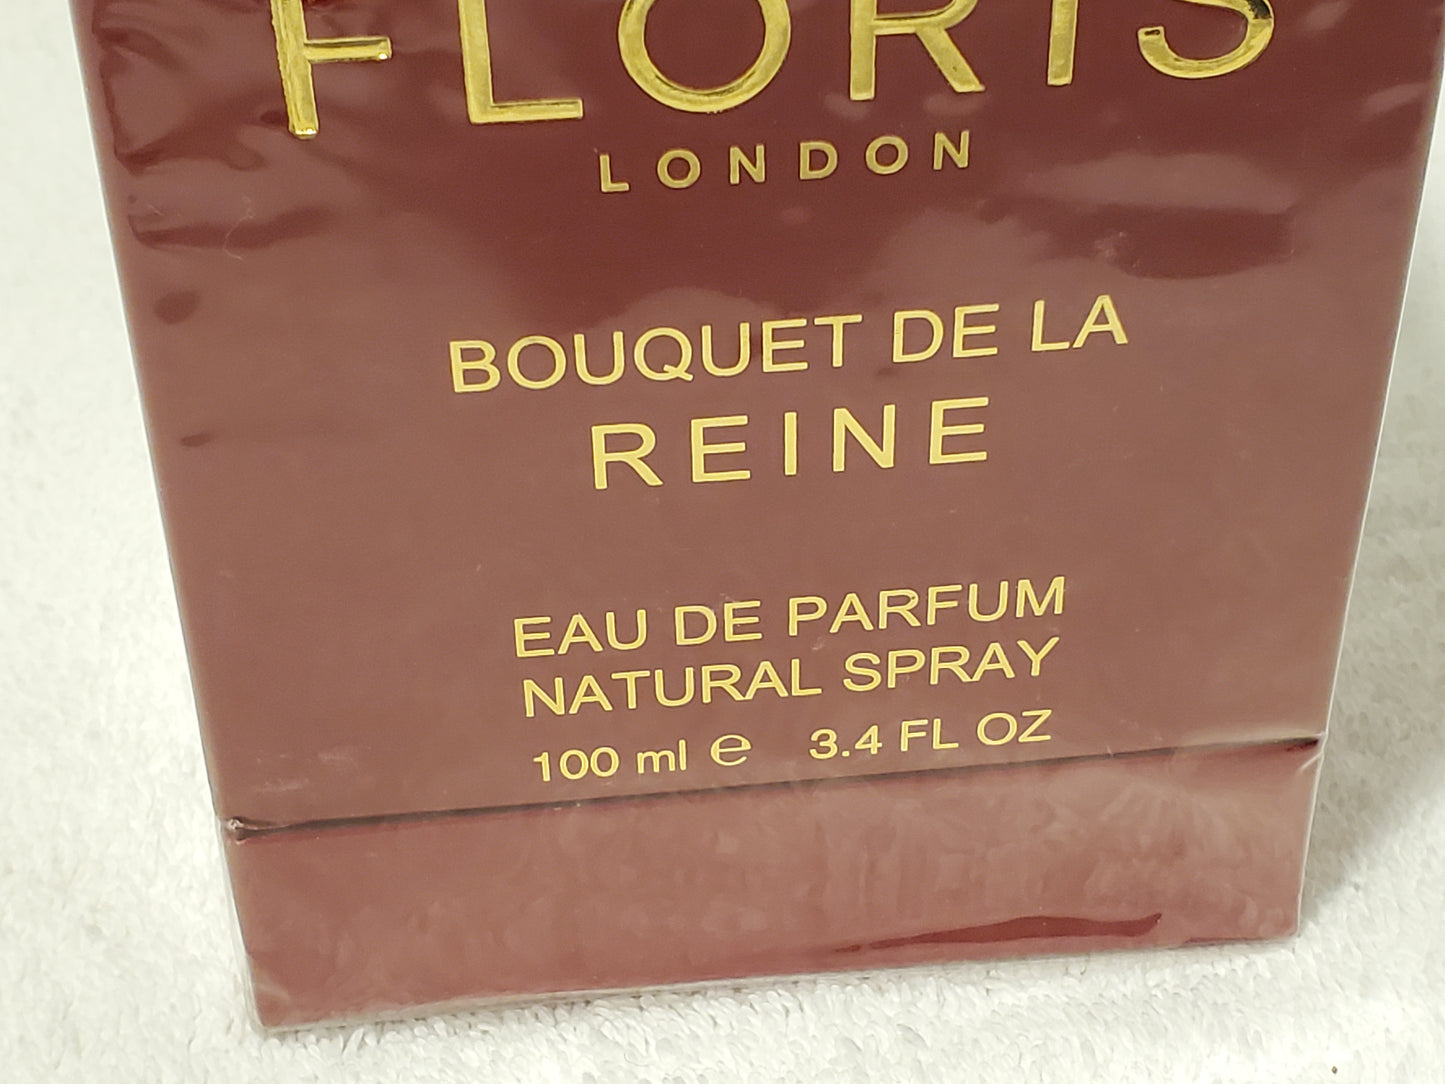 FLORIS
LONDON
BOUQUET DE LA
REINE
EAU DE PARFUM
NATURAL SPRAY
100 ml ℮ 3.4 FL OZ